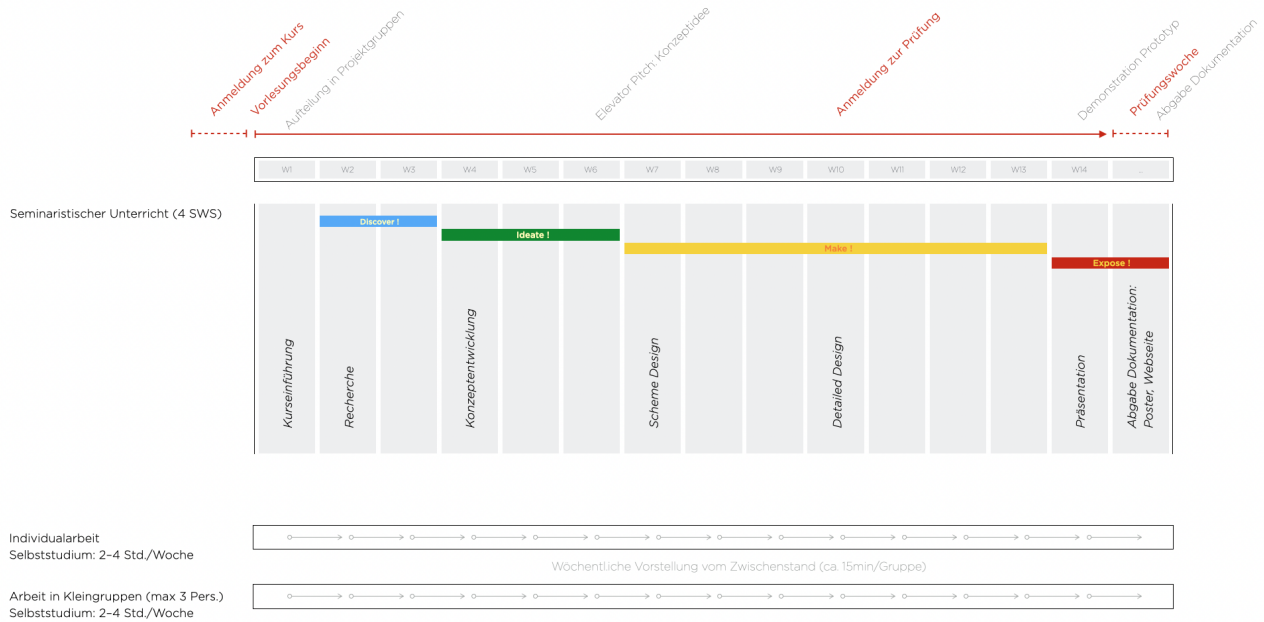 Anmeldung zum Kurs
Vorlesungsbeginn
Aufteilung in Projektgruppen
Elevator Pitch: Konzeptidee
Anmeldung zur Prüfung
Demonstration Prototyp
Prüfungswoche
Abgabe Dokumentation
W1 W2 W3 W4 W5 W6 W7 W8 W9 W10 W11 W12 W13 W14 ...
Seminaristischer Unterricht (4 SWS)
Discover !
Ideate !
Make !
Expose !
Kurseinführung
Recherche
Konzeptentwicklung
Scheme Design
Detailed Design
Präsentation
Abgabe Dokumentation:
Poster, Webseite
Individualarbeit
Selbststudium: 2–4 Std./Woche
Wöchentliche Vorstellung vom Zwischenstand (ca. 15min/Gruppe)
Arbeit in Kleingruppen (max 3 Pers.)
Selbststudium: 2–4 Std./Woche